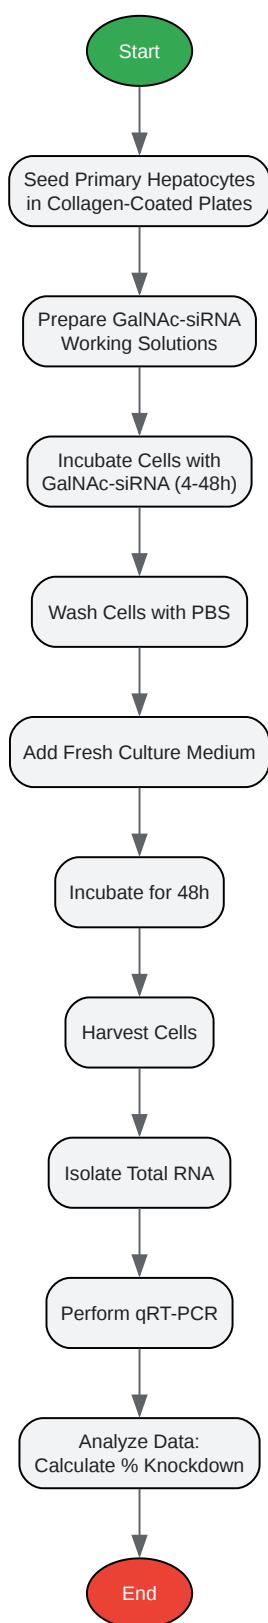 Start
Seed Primary Hepatocytes
in Collagen-Coated Plates
Prepare GalNAc-siRNA
Working Solutions
Incubate Cells with
GalNAc-siRNA (4-48h)
Wash Cells with PBS
Add Fresh Culture Medium
Incubate for 48h
Harvest Cells
Isolate Total RNA
Perform qRT-PCR
Analyze Data:
Calculate % Knockdown
End